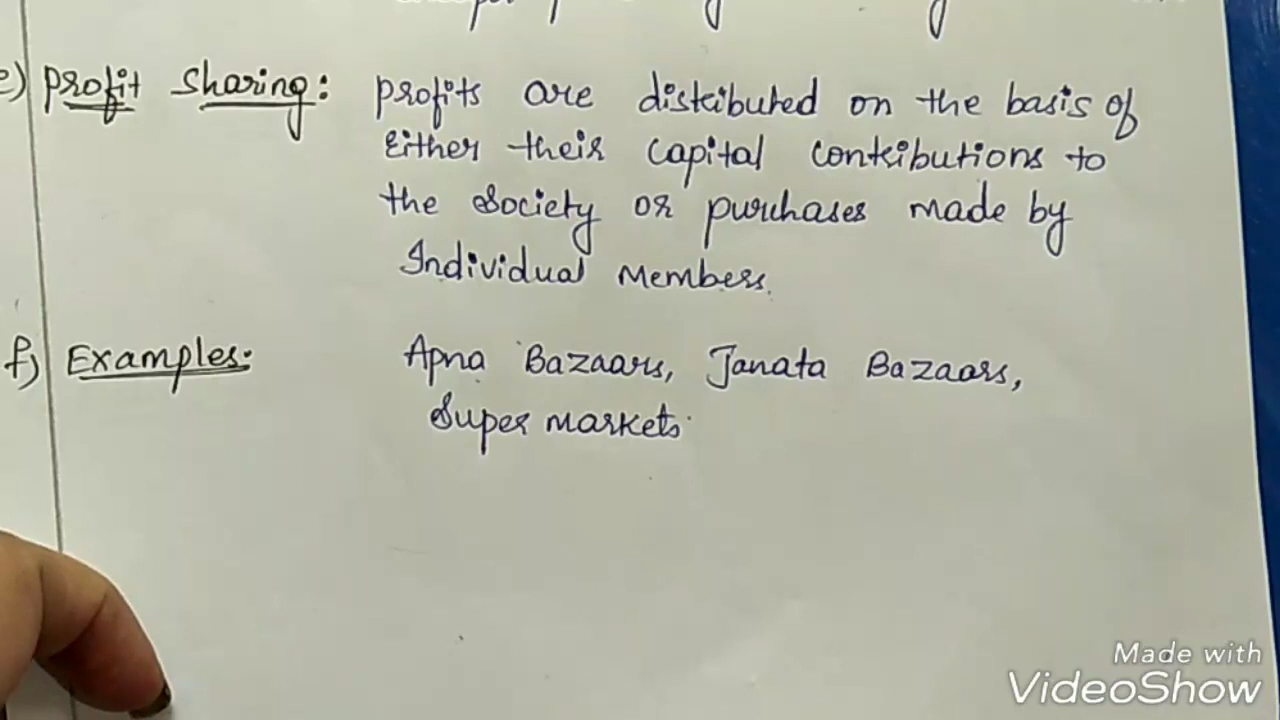 e) Profit Sharing: profits are distributed on the basis of
Either their capital contributions to
the Society or purchases made by
Individual Members.
f) Examples. Apna Bazaars, Janata Bazaars,
Super markets.
Made with
VideoShow